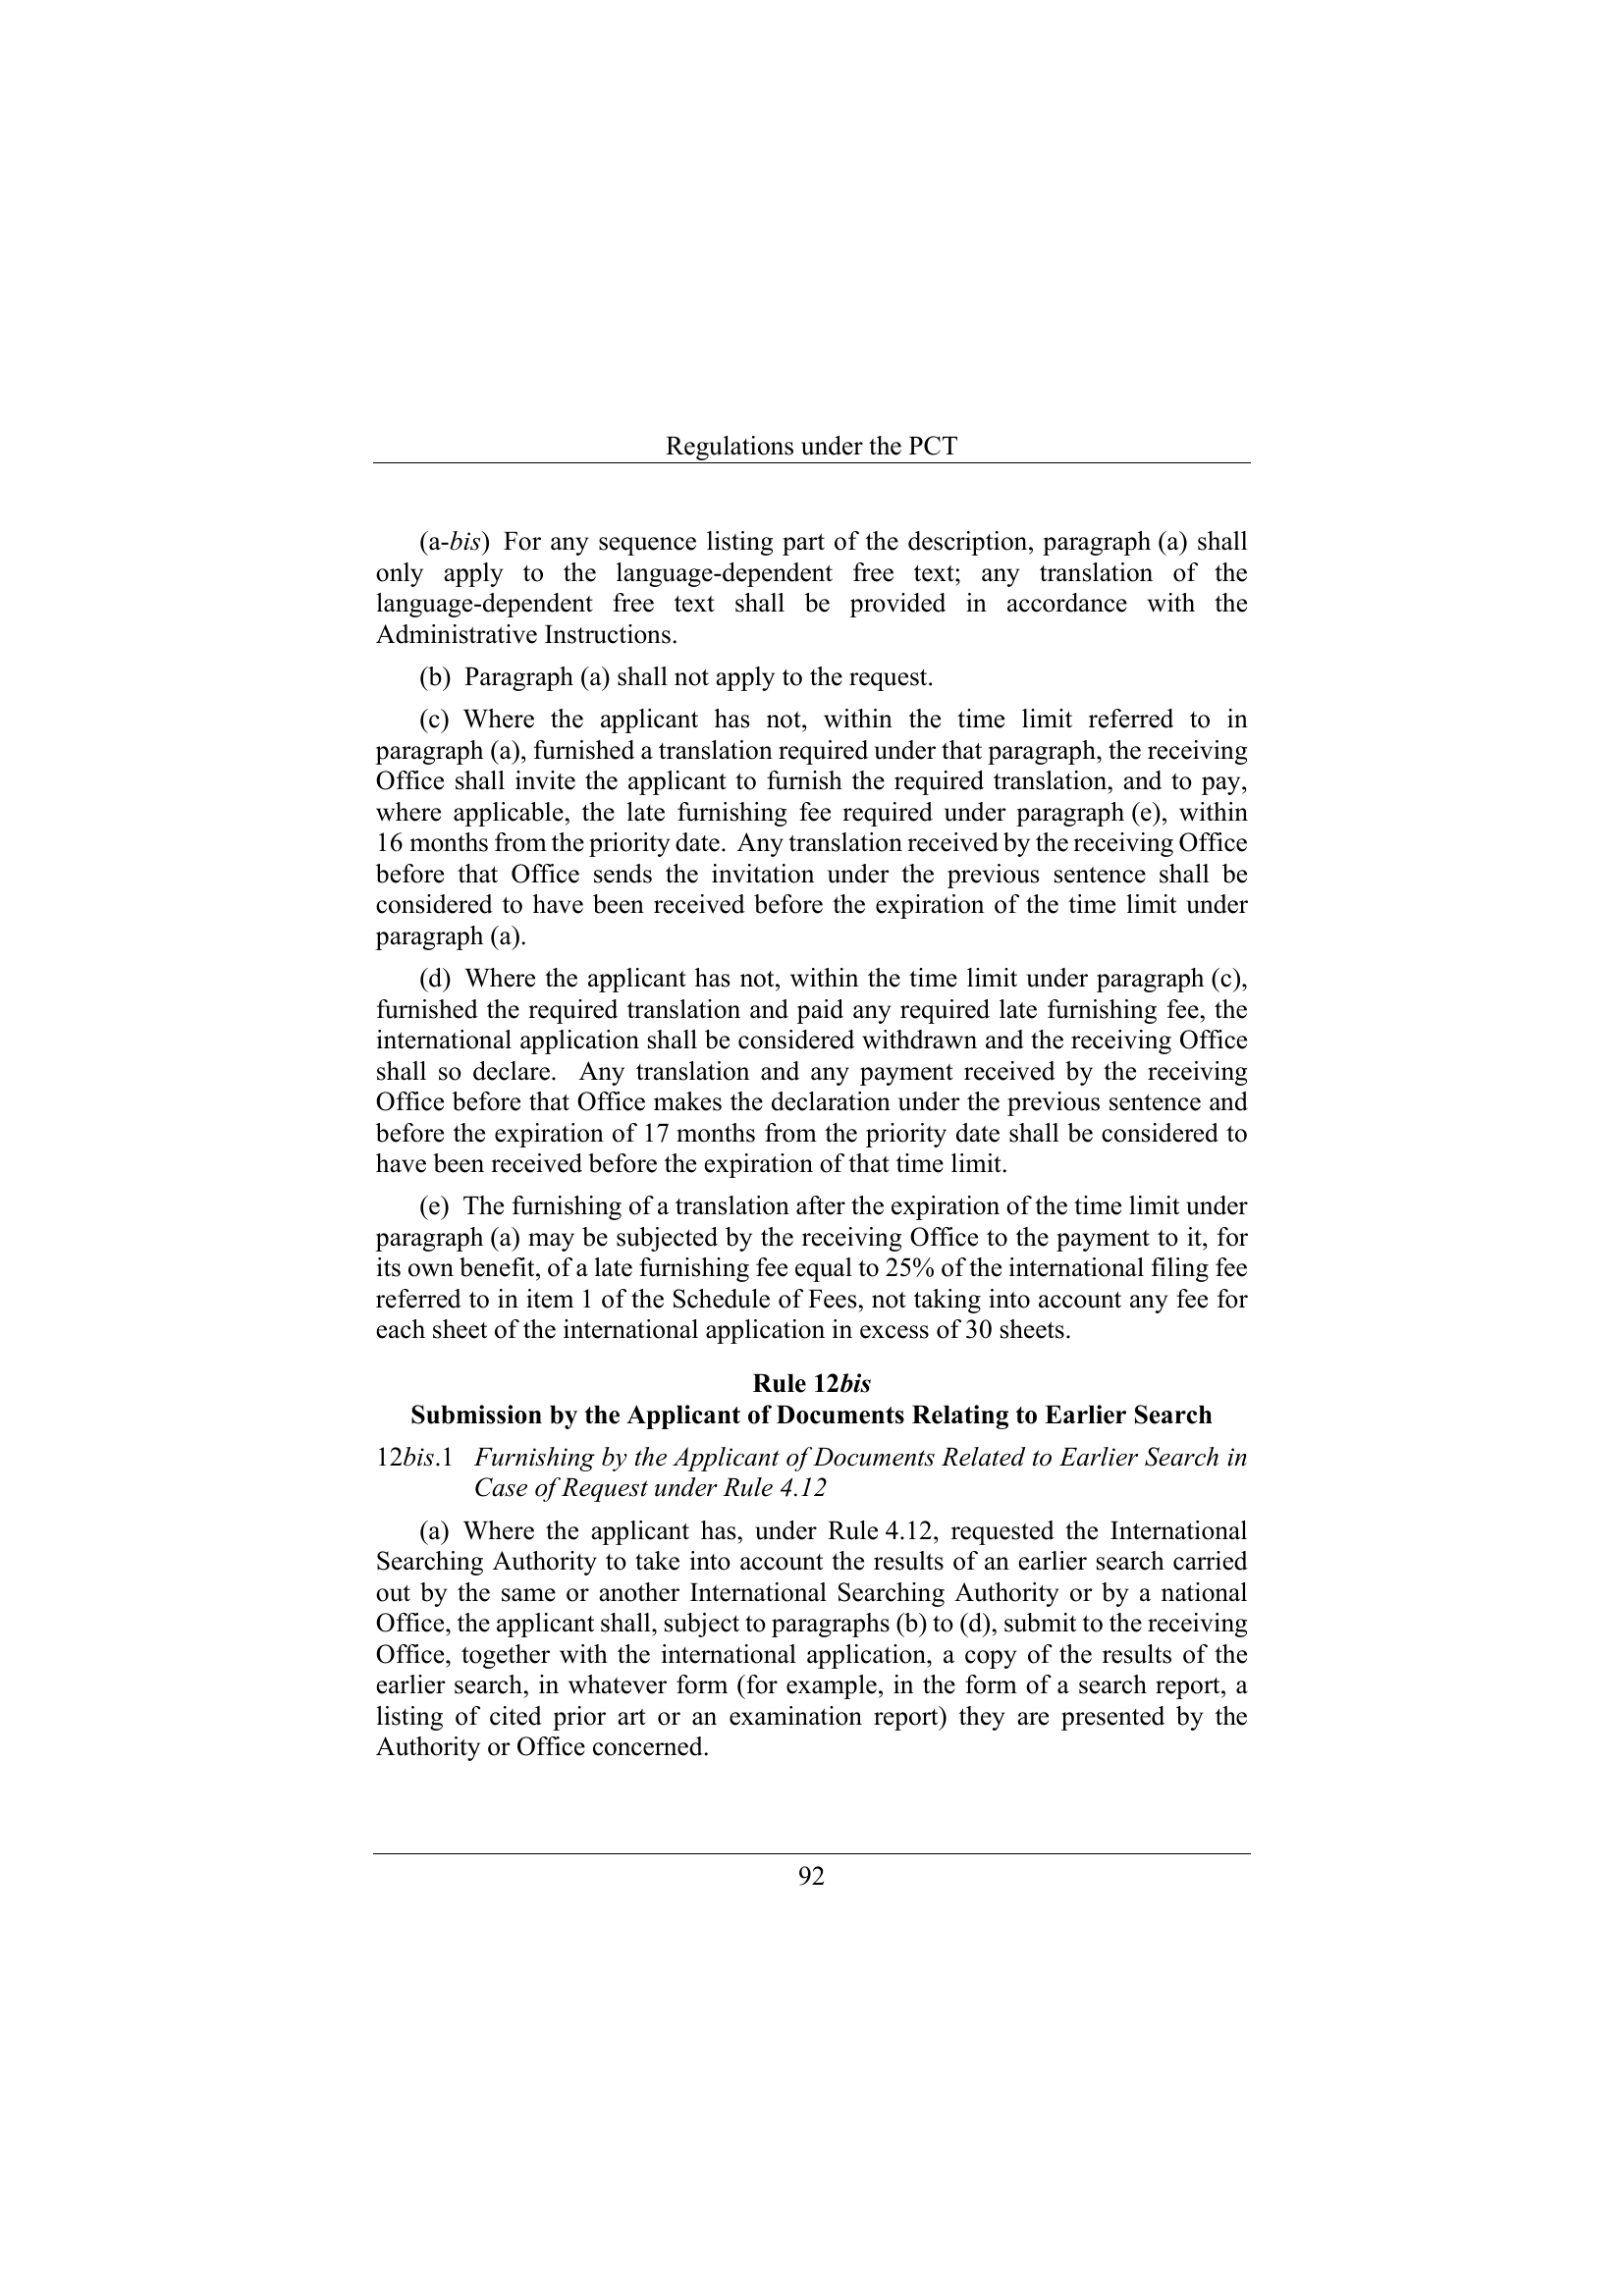 Regulations under the PCT
(a-bis) For any sequence listing part of the description, paragraph (a) shall
only apply to the language-dependent free text; any translation of the
language-dependent free text shall be provided in accordance with the
Administrative Instructions.
(b) Paragraph (a) shall not apply to the request.
(c) Where the applicant has not, within the time limit referred to in
paragraph (a), furnished a translation required under that paragraph, the receiving
Office shall invite the applicant to furnish the required translation, and to pay,
where applicable, the late furnishing fee required under paragraph (e), within
16 months from the priority date. Any translation received by the receiving Office
before that Office sends the invitation under the previous sentence shall be
considered to have been received before the expiration of the time limit under
paragraph (a).
(d) Where the applicant has not, within the time limit under paragraph (c),
furnished the required translation and paid any required late furnishing fee, the
international application shall be considered withdrawn and the receiving Office
shall so declare. Any translation and any payment received by the receiving
Office before that Office makes the declaration under the previous sentence and
before the expiration of 17 months from the priority date shall be considered to
have been received before the expiration of that time limit.
(e) The furnishing of a translation after the expiration of the time limit under
paragraph (a) may be subjected by the receiving Office to the payment to it, for
its own benefit, of a late furnishing fee equal to 25% of the international filing fee
referred to in item 1 of the Schedule of Fees, not taking into account any fee for
each sheet of the international application in excess of 30 sheets.
Rule 12bis
Submission by the Applicant of Documents Relating to Earlier Search
12bis.1 Furnishing by the Applicant of Documents Related to Earlier Search in
Case of Request under Rule 4.12
(a) Where the applicant has, under Rule 4.12, requested the International
Searching Authority to take into account the results of an earlier search carried
out by the same or another International Searching Authority or by a national
Office, the applicant shall, subject to paragraphs (b) to (d), submit to the receiving
Office, together with the international application, a copy of the results of the
earlier search, in whatever form (for example, in the form of a search report, a
listing of cited prior art or an examination report) they are presented by the
Authority or Office concerned.
92